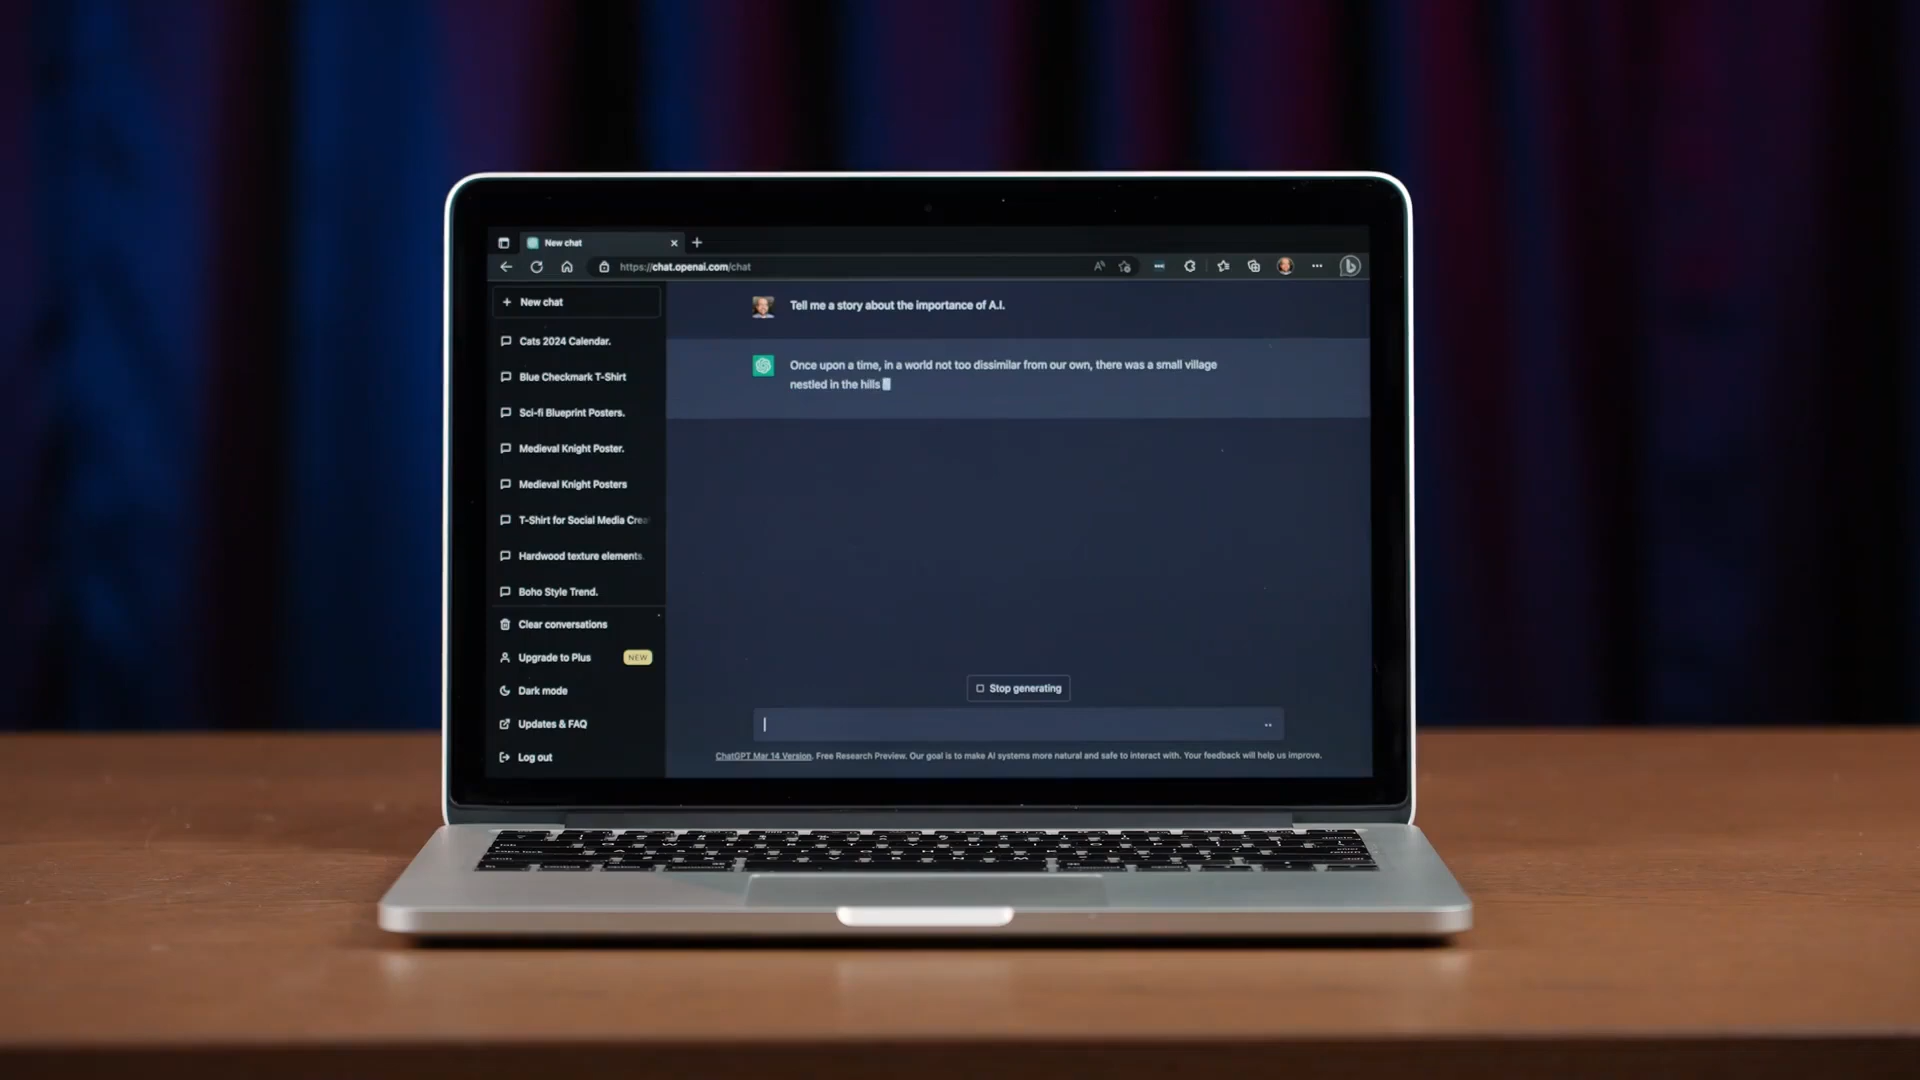 New chat
https://chat.openai.com/chat
New chat
Cats 2024 Calendar.
Blue Checkmark T-Shirt
Sci-fi Blueprint Posters.
Medieval Knight Poster.
Medieval Knight Posters
T-Shirt for Social Media Crea
Hardwood texture elements.
Boho Style Trend.
Clear conversations
Upgrade to Plus NEW
Dark mode
Updates & FAQ
Log out
Tell me a story about the importance of A.I.
Once upon a time, in a world not too dissimilar from our own, there was a small village
nestled in the hills
Stop generating
ChatGPT Mar 14 Version. Free Research Preview. Our goal is to make AI systems more natural and safe to interact with. Your feedback will help us improve.